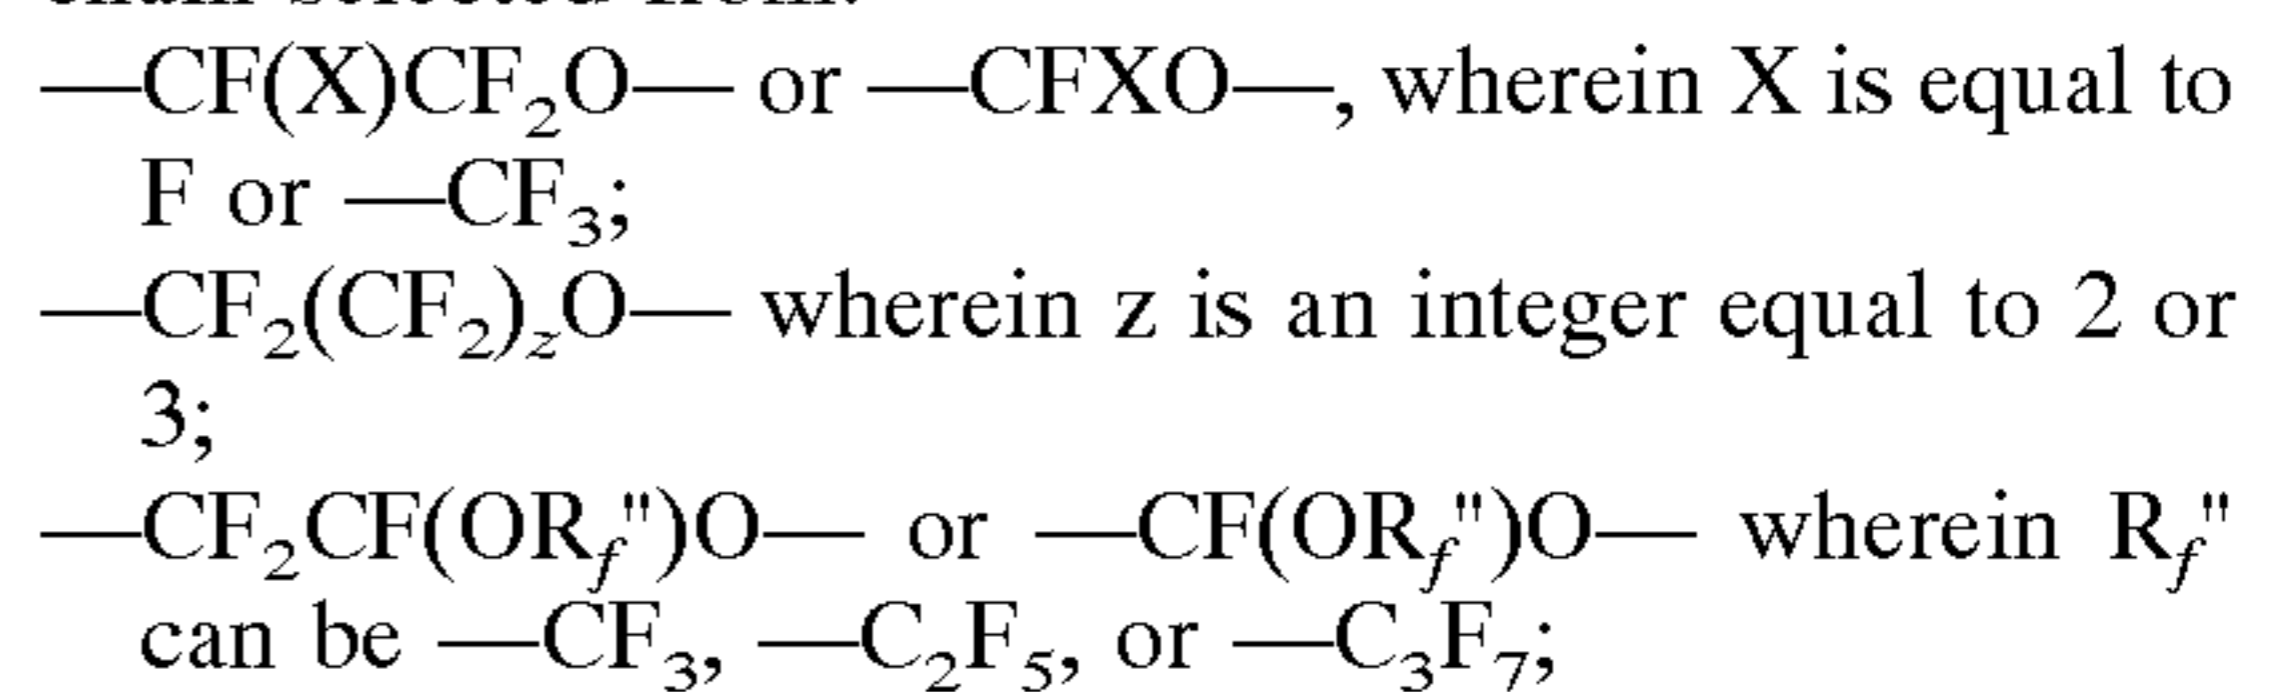 —CF(X)CF₂O— or —CFXO—, wherein X is equal to
F or —CF₃;
—CF₂(CF₂)zO— wherein z is an integer equal to 2 or
3;
—CF₂CF(ORf")O— or —CF(ORf")O— wherein Rf"
can be —CF₃, —C₂F₅, or —C₃F₇;